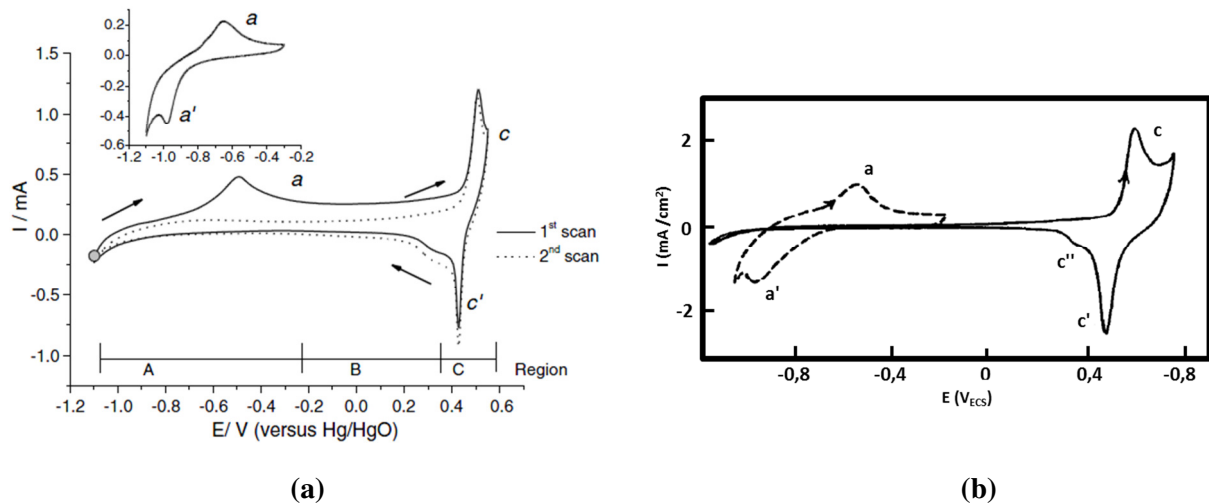 a
0.2
0.0
-0.2
-0.4
-0.6
a'
-1.2 -1.0 -0.8 -0.6 -0.4 -0.2
1.5
1.0
0.5
0.0
-0.5
-1.0
I / mA
a
c
1st scan
2nd scan
c'
A B C Region
-1.2 -1.0 -0.8 -0.6 -0.4 -0.2 0.0 0.2 0.4 0.6
E/ V (versus Hg/HgO)
(a)
I (mA /cm2)
2
0
-2
a
a'
c
c''
c'
-0,8 -0,4 0 0,4 -0,8
E (VECS)
(b)